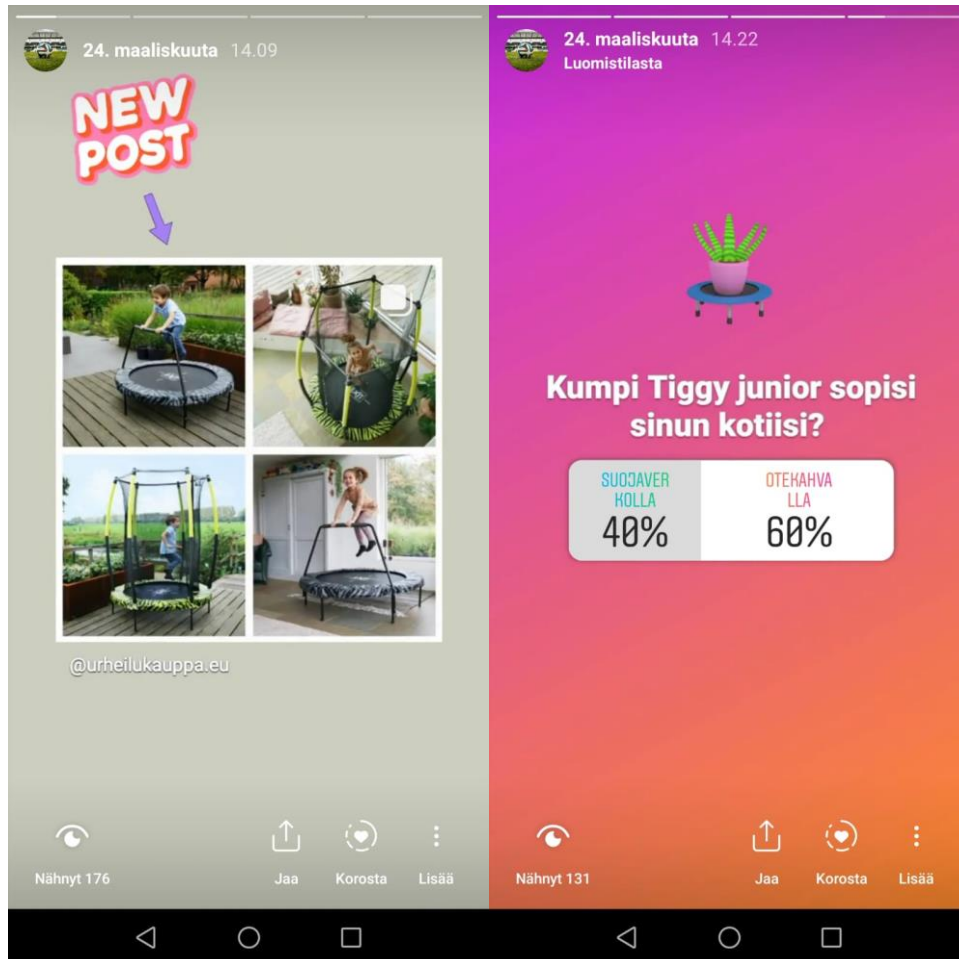 24. maaliskuuta 14.09
NEW
POST
@urheilukauppa.eu
Nähnyt 176
Jaa
Korosta
Lisää
24. maaliskuuta 14.22
Luomistilasta
Kumpi Tiggy junior sopisi
sinun kotiisi?
SUOJAVER
KOLLA
40%
OTEKAHVA
LLA
60%
Nähnyt 131
Jaa
Korosta
Lisää